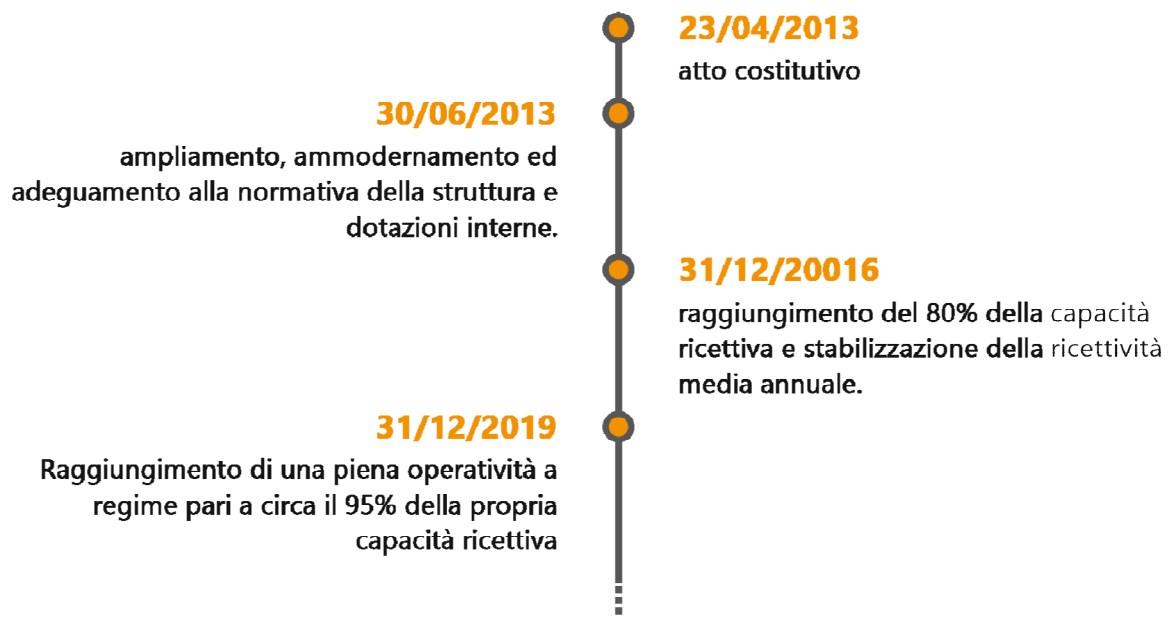 23/04/2013
atto costitutivo
30/06/2013
ampliamento, ammodernamento ed
adeguamento alla normativa della struttura e
dotazioni interne.
31/12/20016
raggiungimento del 80% della capacità
ricettiva e stabilizzazione della ricettività
media annuale.
31/12/2019
Raggiungimento di una piena operatività a
regime pari a circa il 95% della propria
capacità ricettiva